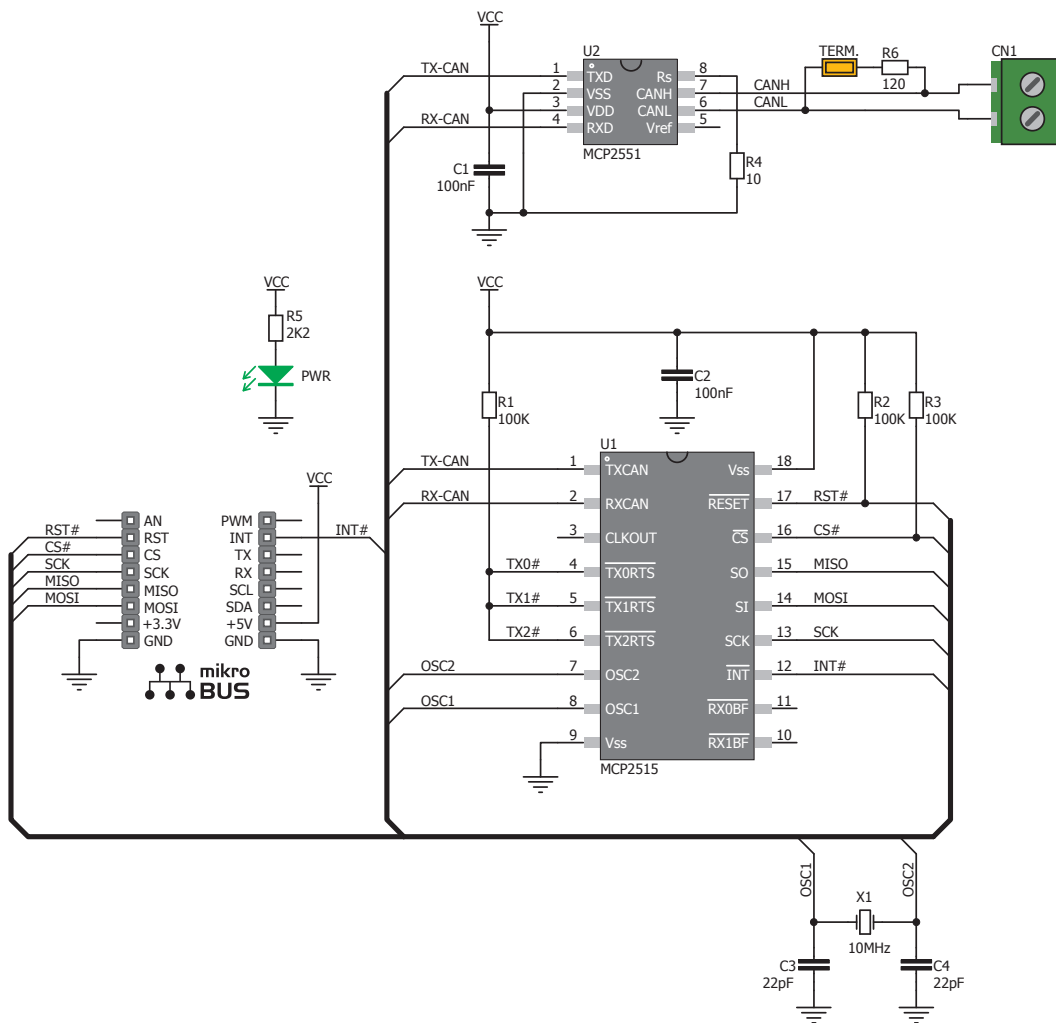 VCC
U2
TERM.
R6
CN1
TX-CAN
1
TXD
Rs
8
120
2
VSS
CANH
7
CANH
3
VDD
CANL
6
CANL
RX-CAN
4
RXD
Vref
5
MCP2551
C1
100nF
R4
10
VCC
R5
2K2
PWR
VCC
R1
100K
C2
100nF
R2
100K
R3
100K
U1
TX-CAN
1
TXCAN
Vss
18
RX-CAN
2
RXCAN
RESET
17
RST#
3
CLKOUT
CS
16
CS#
TX0#
4
TX0RTS
SO
15
MISO
TX1#
5
TX1RTS
SI
14
MOSI
TX2#
6
TX2RTS
SCK
13
SCK
OSC2
7
OSC2
INT
12
INT#
OSC1
8
OSC1
RX0BF
11
9
Vss
RX1BF
10
MCP2515
VCC
AN
PWM
RST#
RST
INT
INT#
CS#
CS
TX
SCK
SCK
RX
MISO
MISO
SCL
MOSI
MOSI
SDA
+3.3V
+5V
GND
GND
mikro
BUS
OSC1
OSC2
X1
10MHz
C3
22pF
C4
22pF